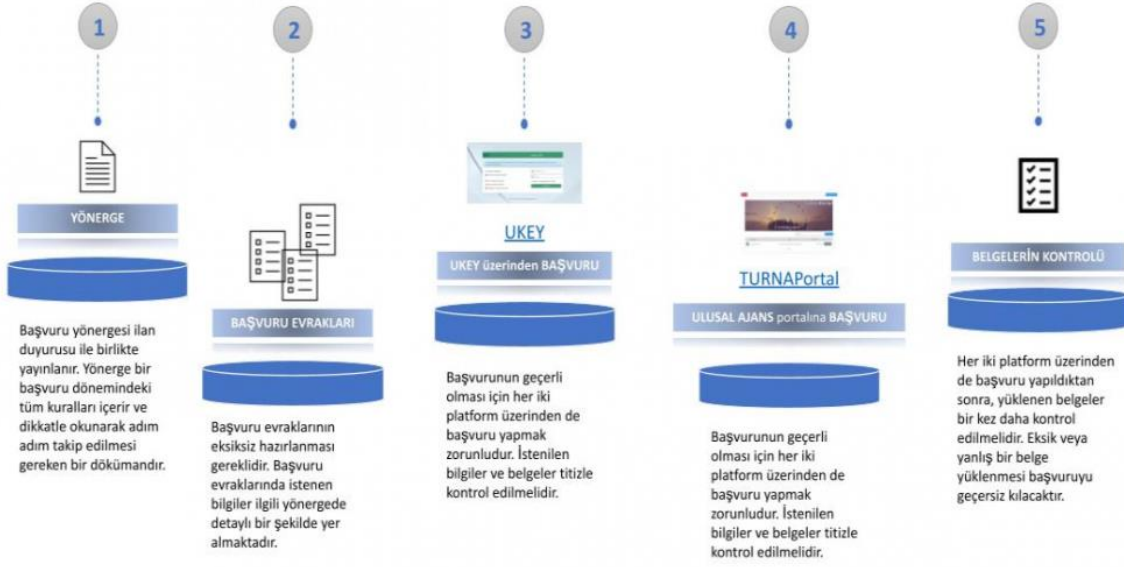 1
YÖNERGE
Başvuru yönergesi ilan
duyurusu ile birlikte
yayınlanır. Yönerge bir
başvuru dönemindeki
tüm kuralları içerir ve
dikkatle okunarak adım
adım takip edilmesi
gereken bir dökümandır.
2
BAŞVURU EVRAKLARI
Başvuru evraklarının
eksiksiz hazırlanması
gereklidir. Başvuru
evraklarında istenen
bilgiler ilgili yönergede
detaylı bir şekilde yer
almaktadır.
3
UKEY
UKEY üzerinden BAŞVURU
Başvurunun geçerli
olması için her iki
platform üzerinden de
başvuru yapmak
zorunludur. İstenilen
bilgiler ve belgeler titizle
kontrol edilmelidir.
4
TURNAPortal
ULUSAL AJANS portalına BAŞVURU
Başvurunun geçerli
olması için her iki
platform üzerinden de
başvuru yapmak
zorunludur. İstenilen
bilgiler ve belgeler titizle
kontrol edilmelidir.
5
BELGELERİN KONTROLÜ
Her iki platform üzerinden
de başvuru yapıldıktan
sonra, yüklenen belgeler
bir kez daha kontrol
edilmelidir. Eksik veya
yanlış bir belge
yüklenmesi başvuruyu
geçersiz kılacaktır.